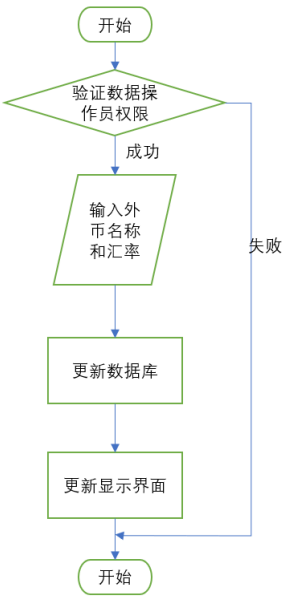 开始
验证数据操
作员权限
成功
输入外
币名称
和汇率
失败
更新数据库
更新显示界面
开始